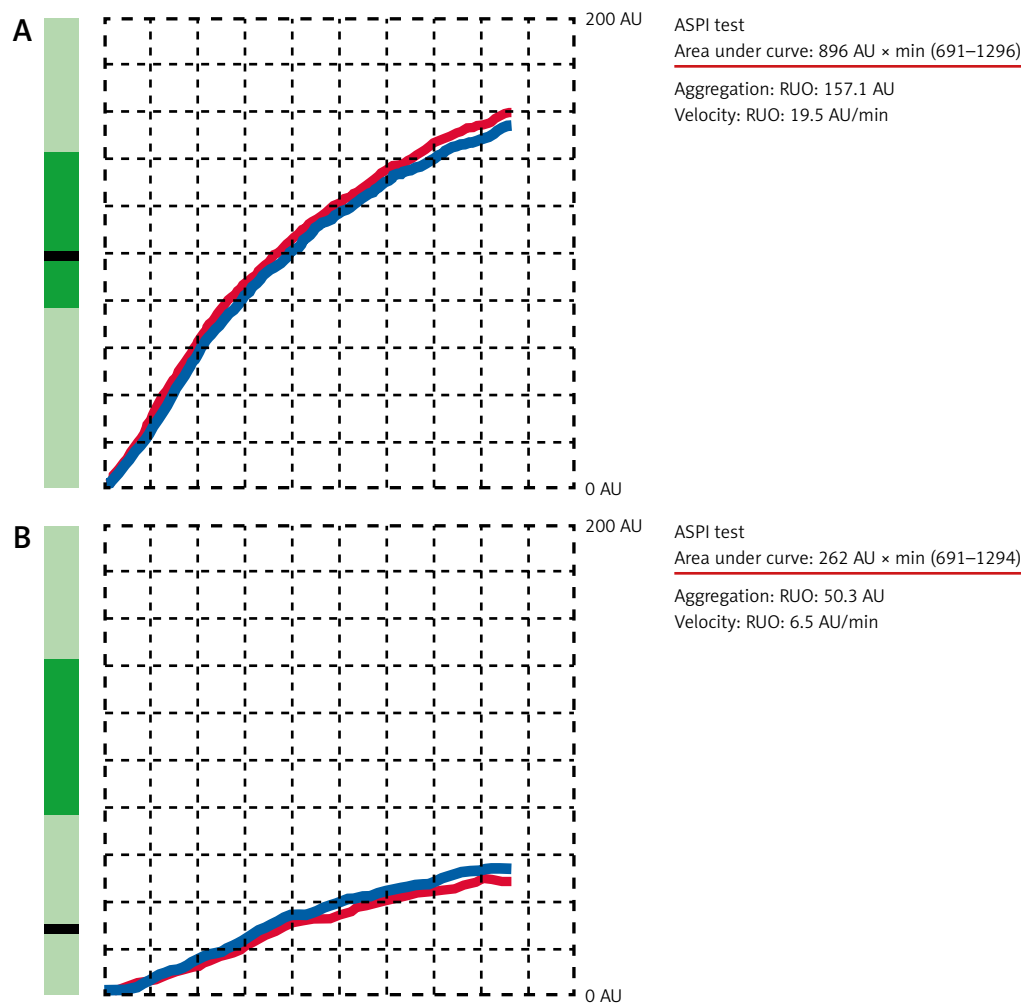 A
200 AU
0 AU
ASPI test
Area under curve: 896 AU × min (691–1296)
Aggregation: RUO: 157.1 AU
Velocity: RUO: 19.5 AU/min
B
200 AU
0 AU
ASPI test
Area under curve: 262 AU × min (691–1294)
Aggregation: RUO: 50.3 AU
Velocity: RUO: 6.5 AU/min